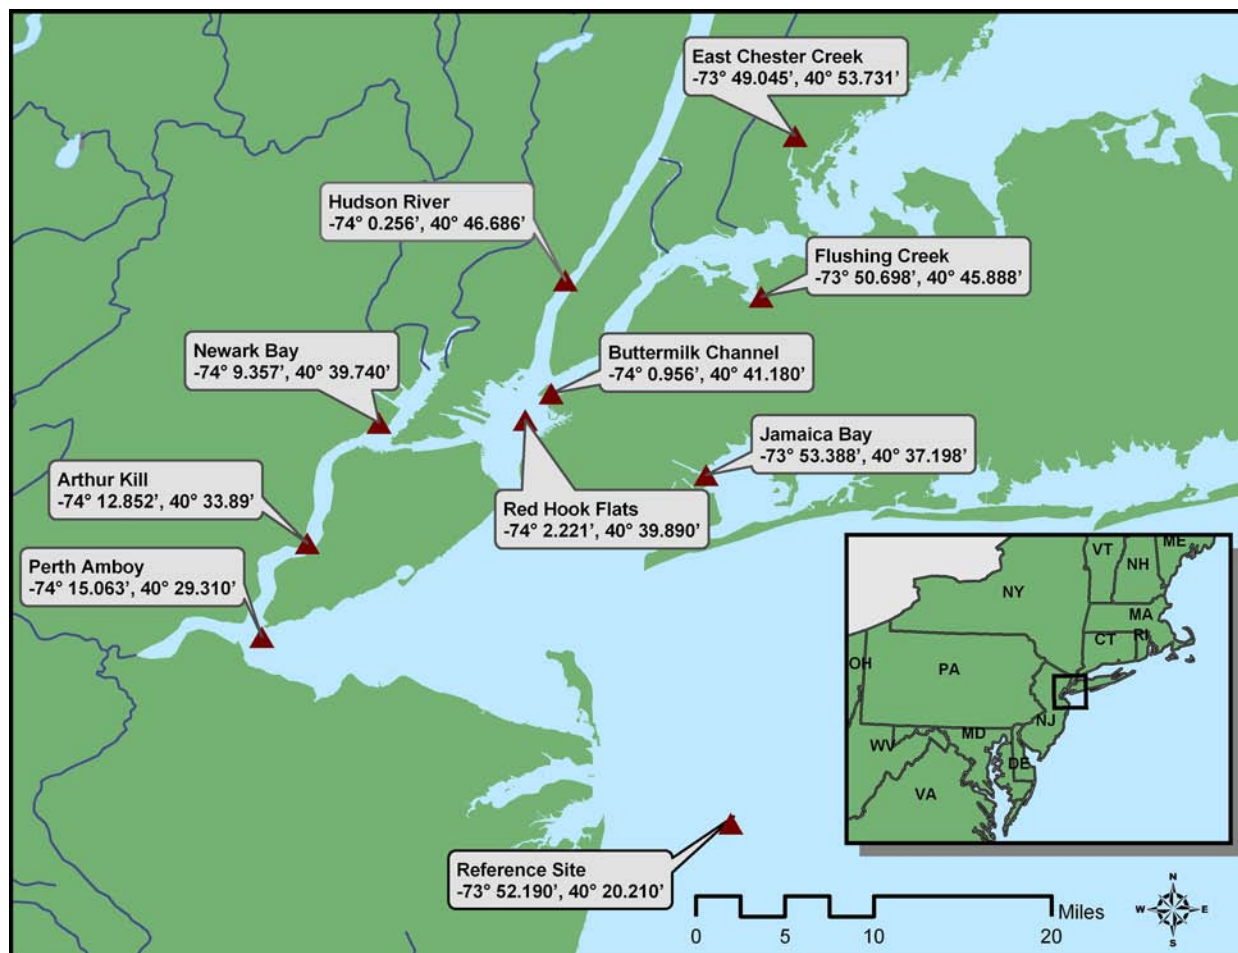 East Chester Creek
-73° 49.045’, 40° 53.731’
Hudson River
-74° 0.256’, 40° 46.686’
Flushing Creek
-73° 50.698’, 40° 45.888’
Newark Bay
-74° 9.357’, 40° 39.740’
Buttermilk Channel
-74° 0.956’, 40° 41.180’
Jamaica Bay
-73° 53.388’, 40° 37.198’
Arthur Kill
-74° 12.852’, 40° 33.89’
Red Hook Flats
-74° 2.221’, 40° 39.890’
Perth Amboy
-74° 15.063’, 40° 29.310’
VT
ME
NH
NY
MA
CT
RI
OH
PA
NJ
MD
WV
DE
VA
Reference Site
-73° 52.190’, 40° 20.210’
Miles
0
5
10
20
N
W
E
S